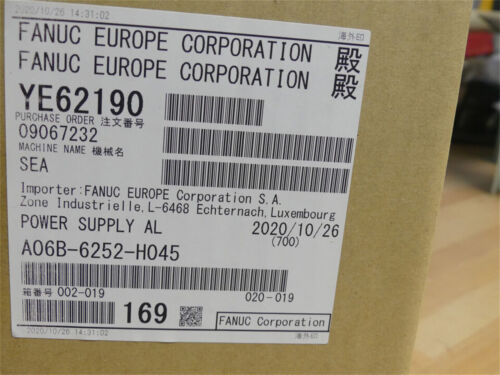 2020/10/26 14:31:02
海外印
FANUC EUROPE CORPORATION 殿
FANUC EUROPE CORPORATION 殿
YE62190
PURCHASE ORDER 注文番号
09067232
MACHINE NAME 機械名
SEA
Importer:FANUC EUROPE Corporation S.A.
Zone Industrielle,L-6468 Echternach,Luxembourg
POWER SUPPLY AL 2020/10/26
(700)
A06B-6252-H045
箱番号 002-019 020-019
169 FANUC Corporation
2020/10/26 14:31:02
海外印